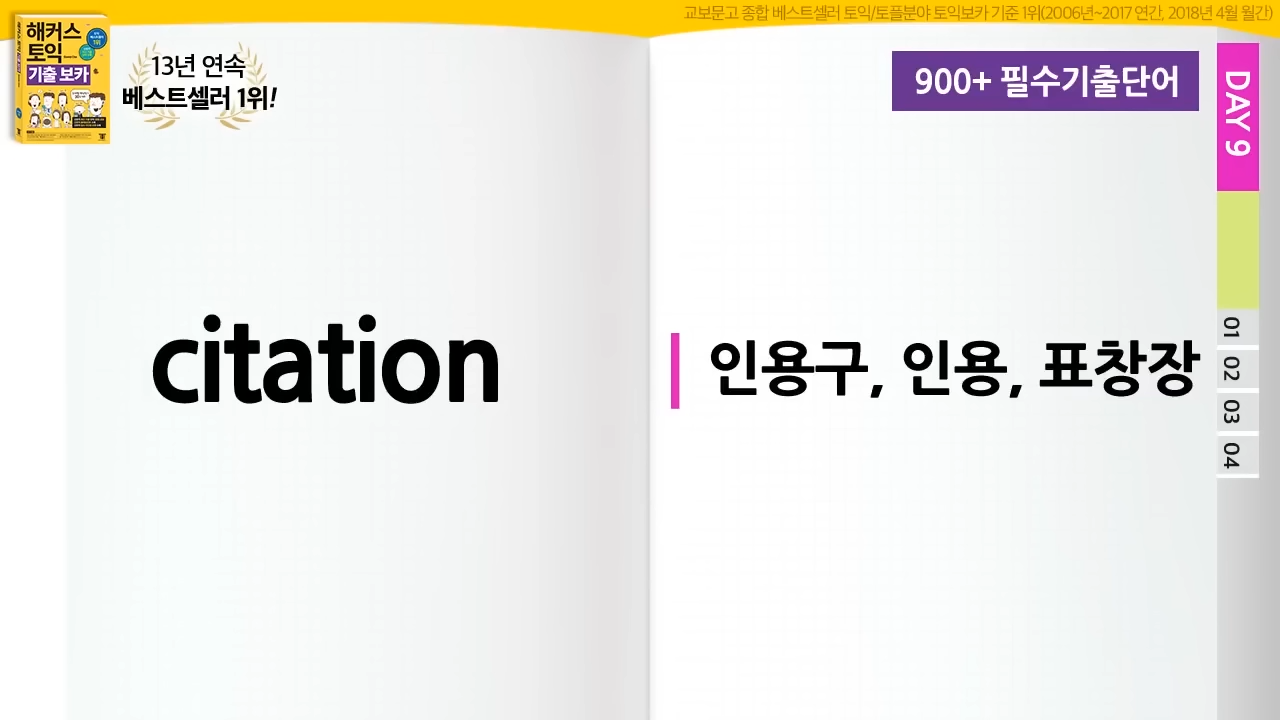 교보문고 종합 베스트셀러 토익/토플분야 토익보카 기준 1위(2006년~2017 연간, 2018년 4월 월간)
해커스
토익
기출 보카
13년 연속
베스트셀러 1위!
900+ 필수기출단어
DAY 9
citation
인용구, 인용, 표창장
01
02
03
04